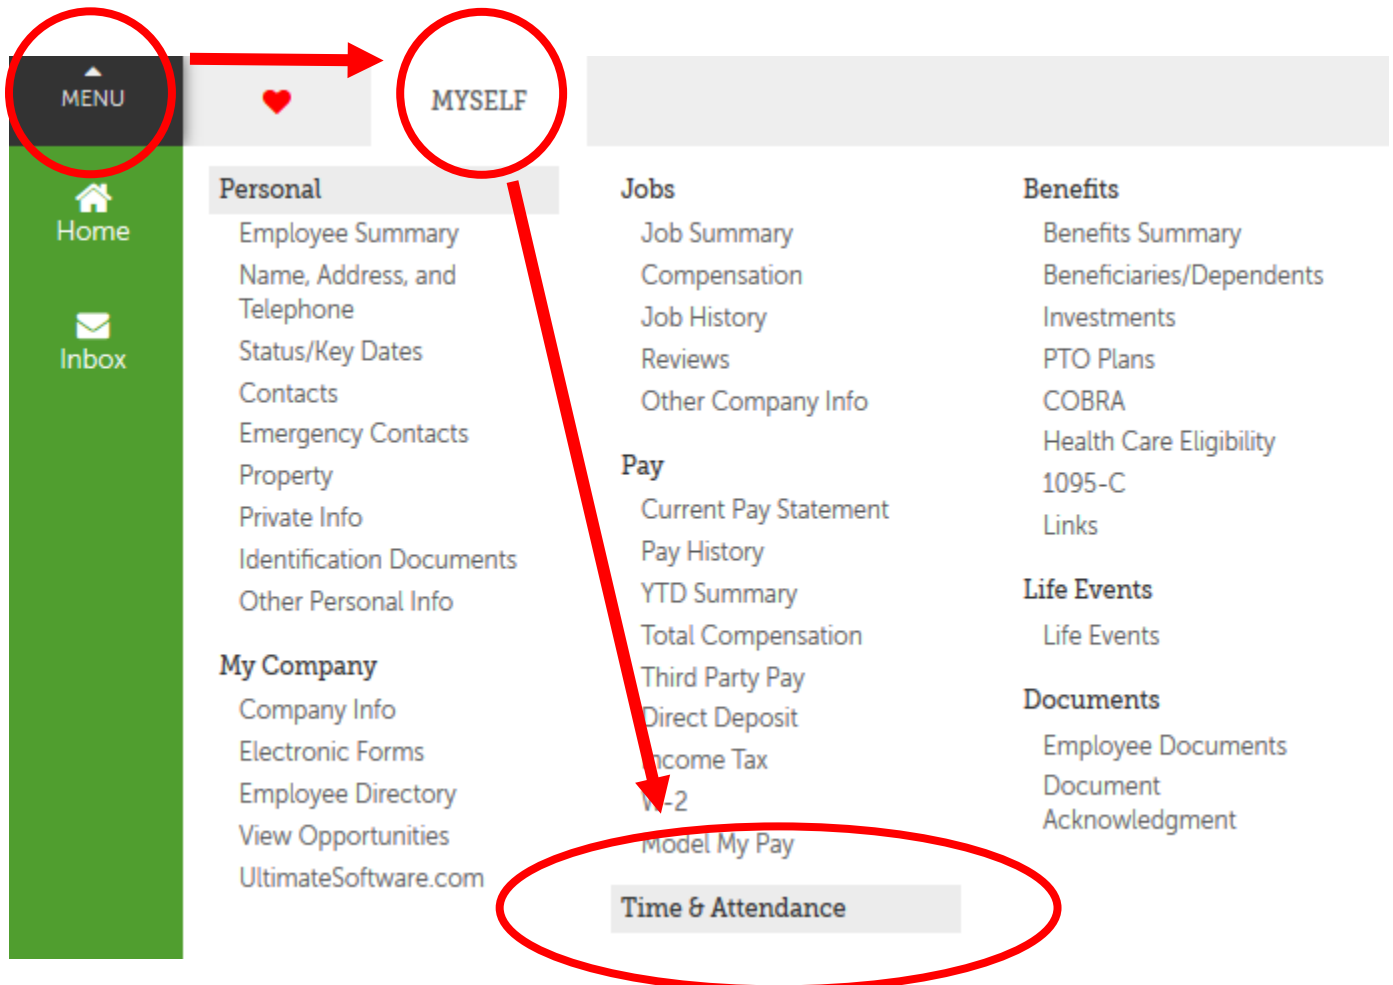 MENU
MYSELF
Home
Inbox
Personal
Employee Summary
Name, Address, and
Telephone
Status/Key Dates
Contacts
Emergency Contacts
Property
Private Info
Identification Documents
Other Personal Info
My Company
Company Info
Electronic Forms
Employee Directory
View Opportunities
UltimateSoftware.com
Jobs
Job Summary
Compensation
Job History
Reviews
Other Company Info
Pay
Current Pay Statement
Pay History
YTD Summary
Total Compensation
Third Party Pay
Direct Deposit
Income Tax
W-2
Model My Pay
Time & Attendance
Benefits
Benefits Summary
Beneficiaries/Dependents
Investments
PTO Plans
COBRA
Health Care Eligibility
1095-C
Links
Life Events
Life Events
Documents
Employee Documents
Document
Acknowledgment